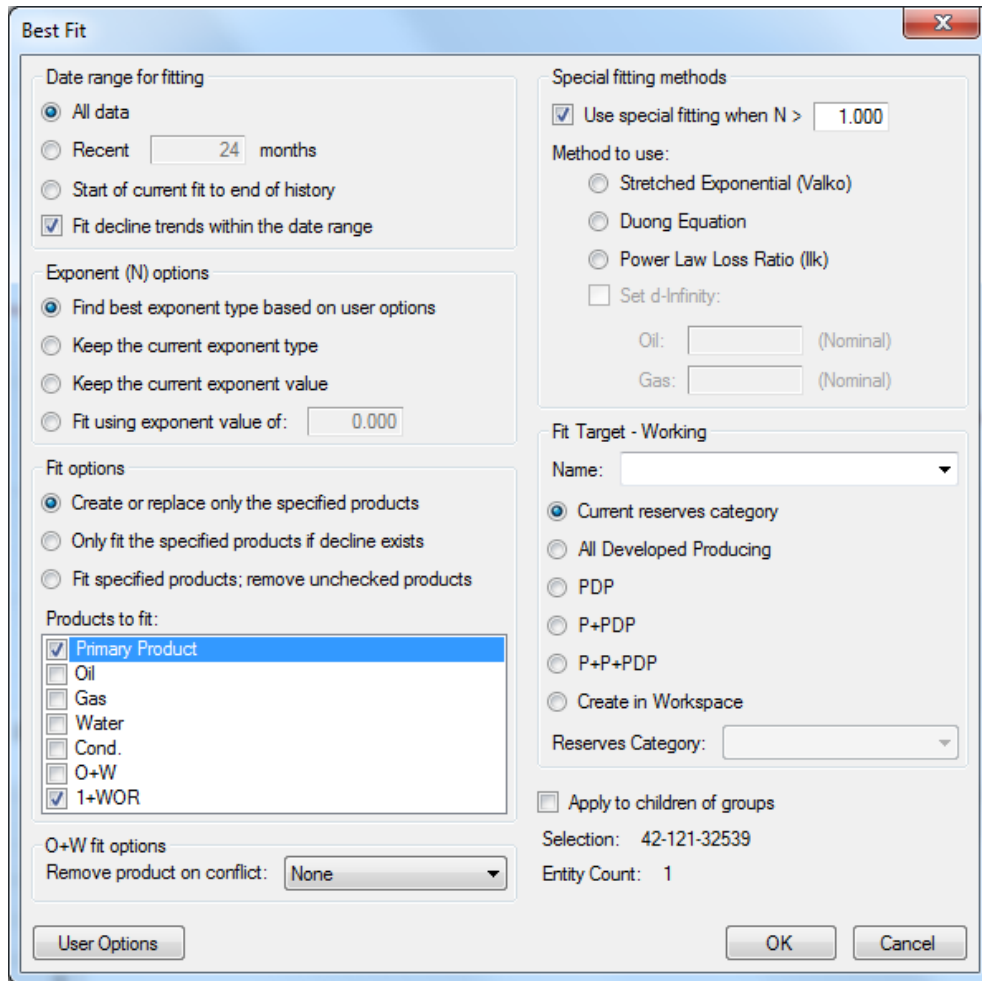 Best Fit
Date range for fitting
All data
Recent 24 months
Start of current fit to end of history
Fit decline trends within the date range
Exponent (N) options
Find best exponent type based on user options
Keep the current exponent type
Keep the current exponent value
Fit using exponent value of: 0.000
Fit options
Create or replace only the specified products
Only fit the specified products if decline exists
Fit specified products; remove unchecked products
Products to fit:
Primary Product
Oil
Gas
Water
Cond.
O+W
1+WOR
O+W fit options
Remove product on conflict: None
User Options
Special fitting methods
Use special fitting when N > 1.000
Method to use:
Stretched Exponential (Valko)
Duong Equation
Power Law Loss Ratio (Ilk)
Set d-Infinity:
Oil: (Nominal)
Gas: (Nominal)
Fit Target - Working
Name:
Current reserves category
All Developed Producing
PDP
P+PDP
P+P+PDP
Create in Workspace
Reserves Category:
Apply to children of groups
Selection: 42-121-32539
Entity Count: 1
OK
Cancel